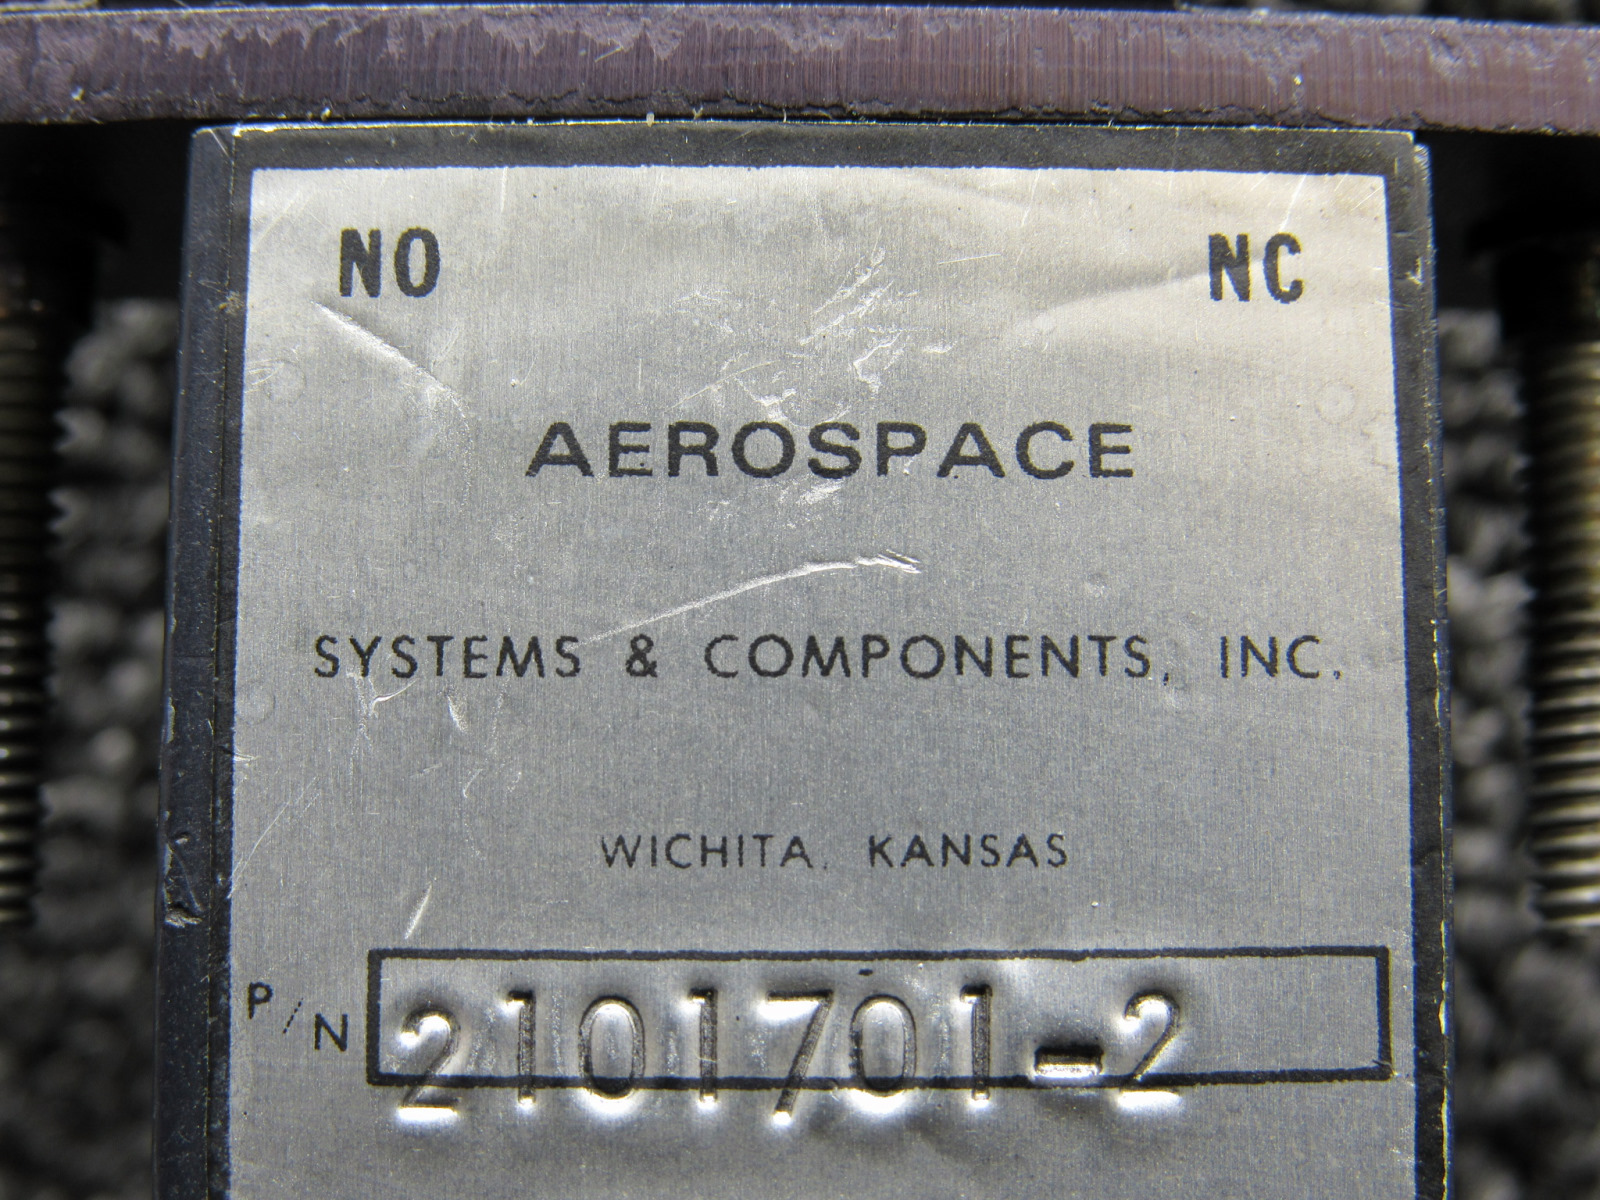 NO NC
AEROSPACE
SYSTEMS & COMPONENTS, INC.
WICHITA, KANSAS
P/N 2101701-2